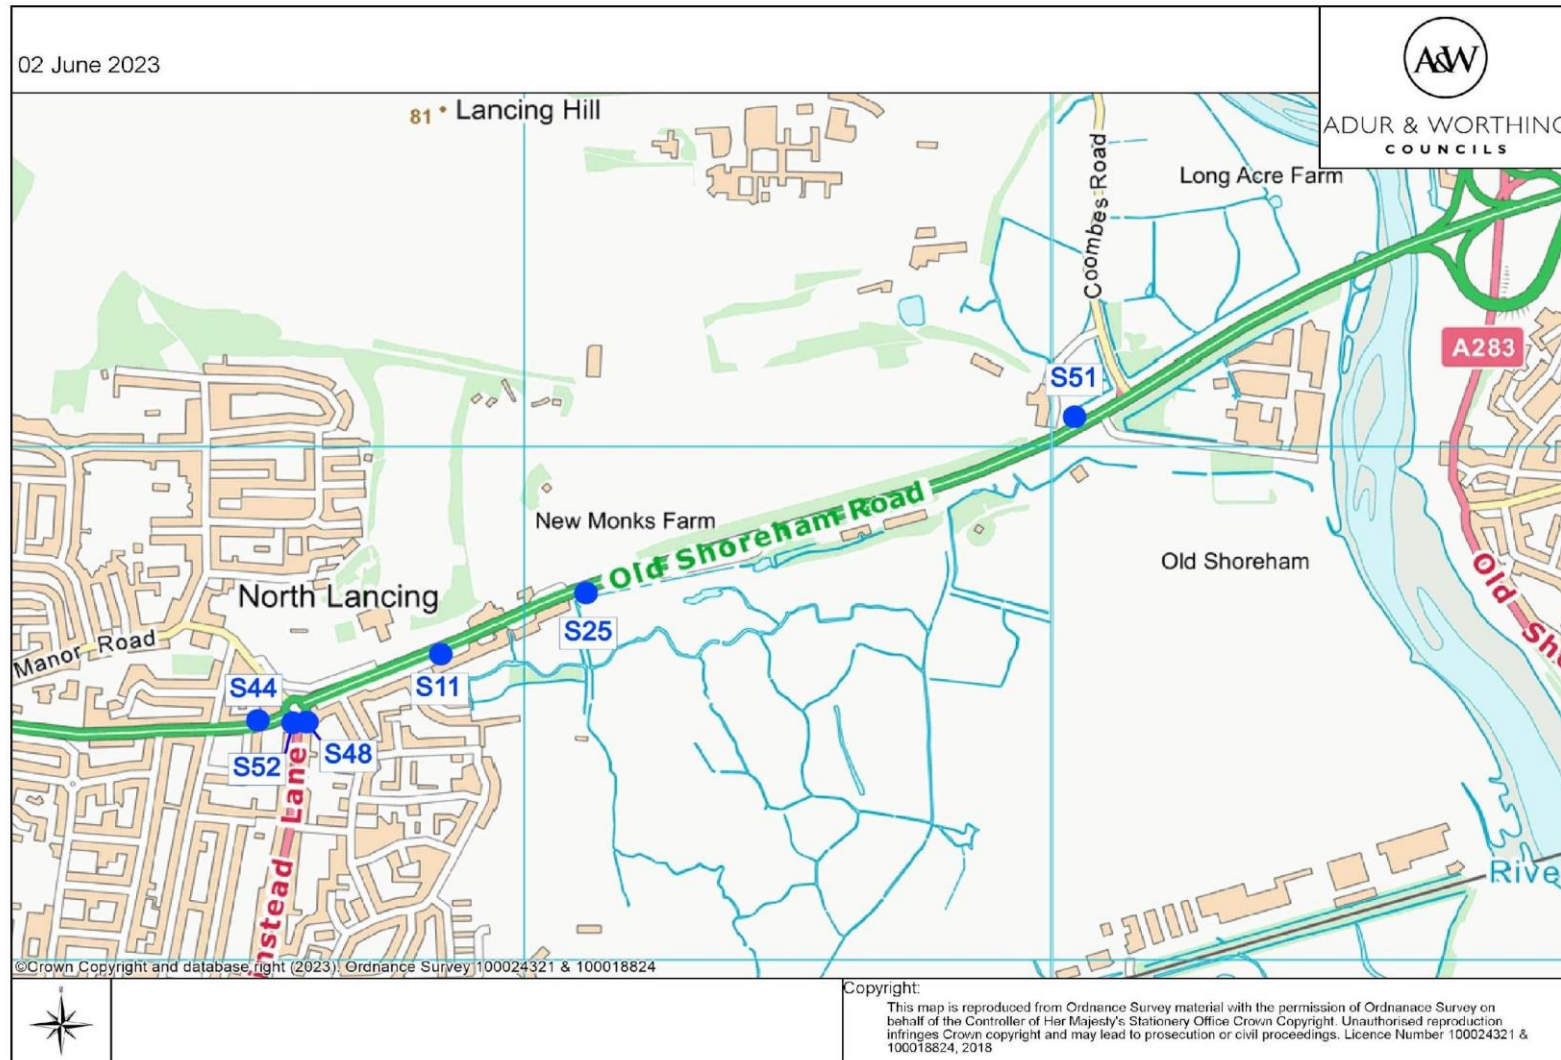 02 June 2023
A&W
ADUR & WORTHING
COUNCILS
81 Lancing Hill
Coombes Road
Long Acre Farm
A283
S51
New Monks Farm
Old Shoreham Road
Old Shoreham
North Lancing
Manor Road
S25
S11
S44
S52
S48
Old Sho
nstead Lane
Rive
©Crown Copyright and database right (2023). Ordnance Survey 100024321 & 100018824
Copyright:
This map is reproduced from Ordnance Survey material with the permission of Ordnanace Survey on
behalf of the Controller of Her Majesty's Stationery Office Crown Copyright. Unauthorised reproduction
infringes Crown copyright and may lead to prosecution or civil proceedings. Licence Number 100024321 &
100018824, 2018